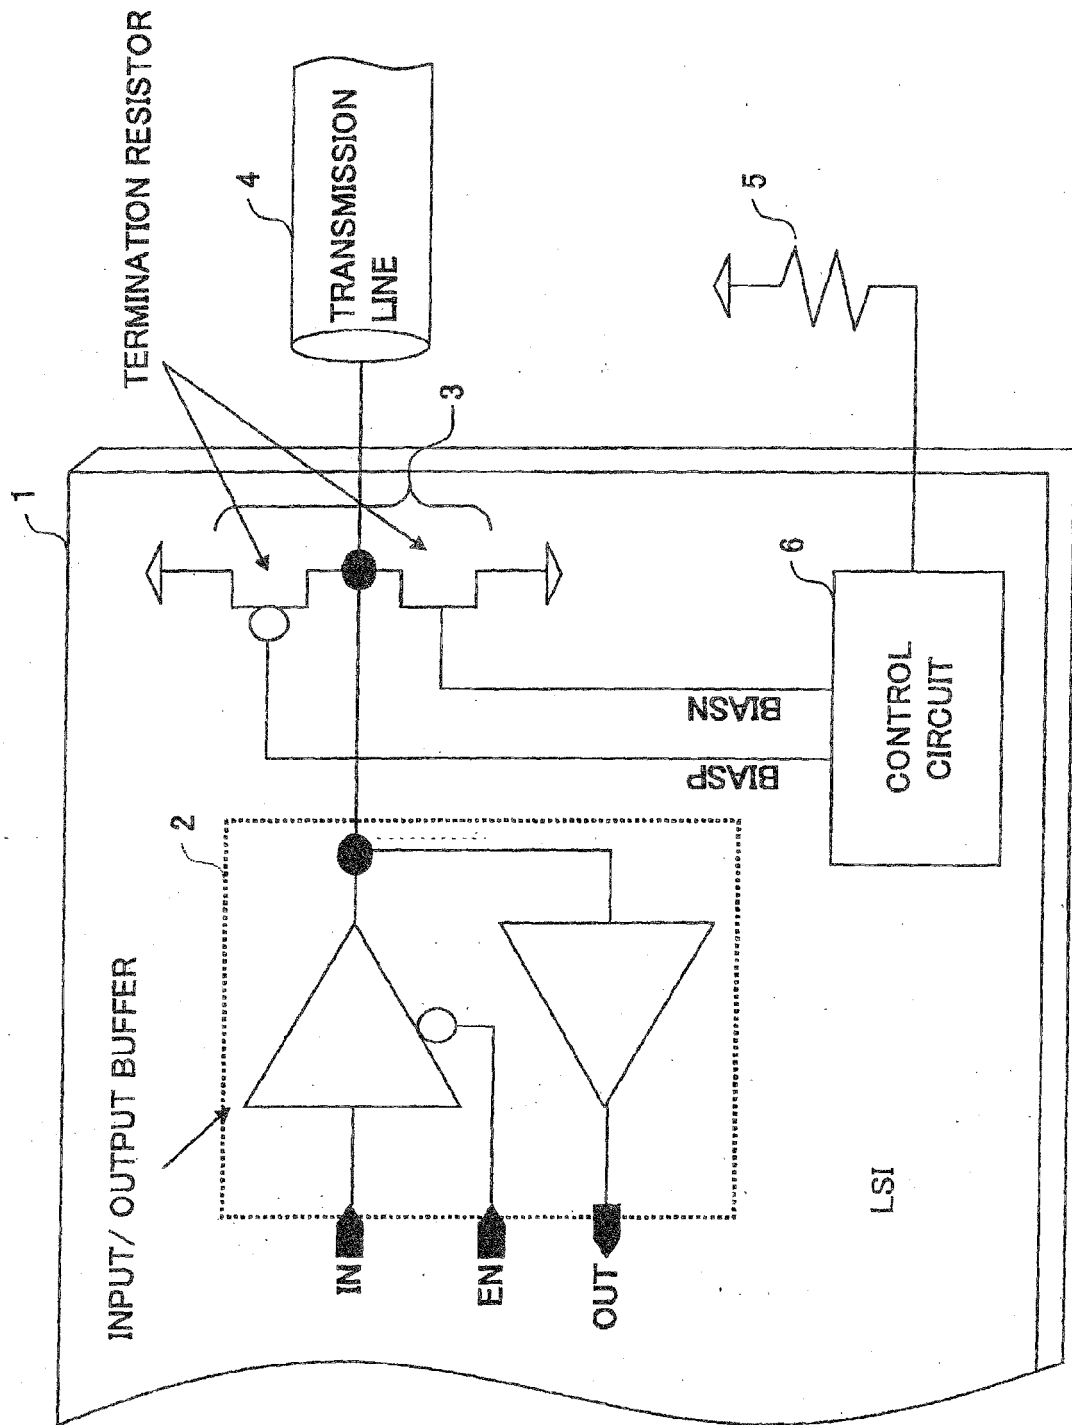 1
TERMINATION RESISTOR
4
TRANSMISSION
LINE
3
5
6
CONTROL
CIRCUIT
BIASN
BIASP
2
INPUT/ OUTPUT BUFFER
IN
EN
OUT
LSI